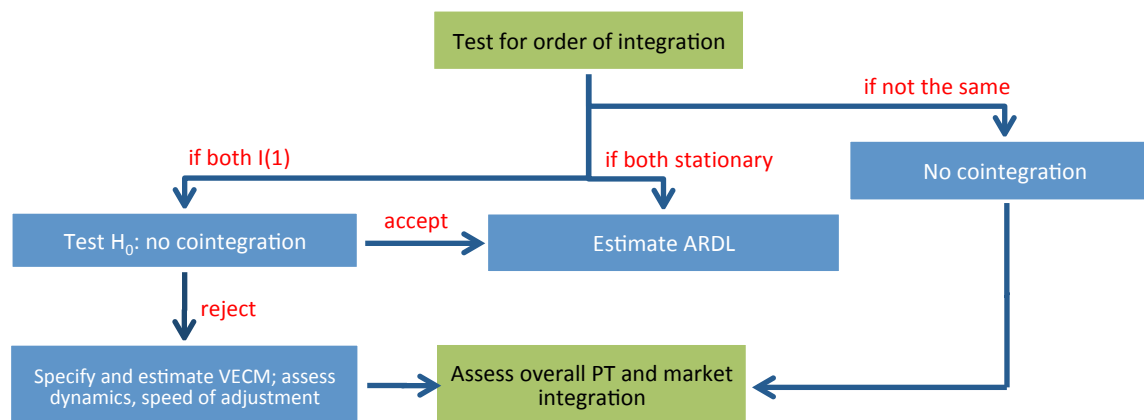 Test for order of integration
if not the same
if both I(1)
if both stationary
No cointegration
Test H₀: no cointegration
accept
Estimate ARDL
reject
Specify and estimate VECM; assess
dynamics, speed of adjustment
Assess overall PT and market
integration